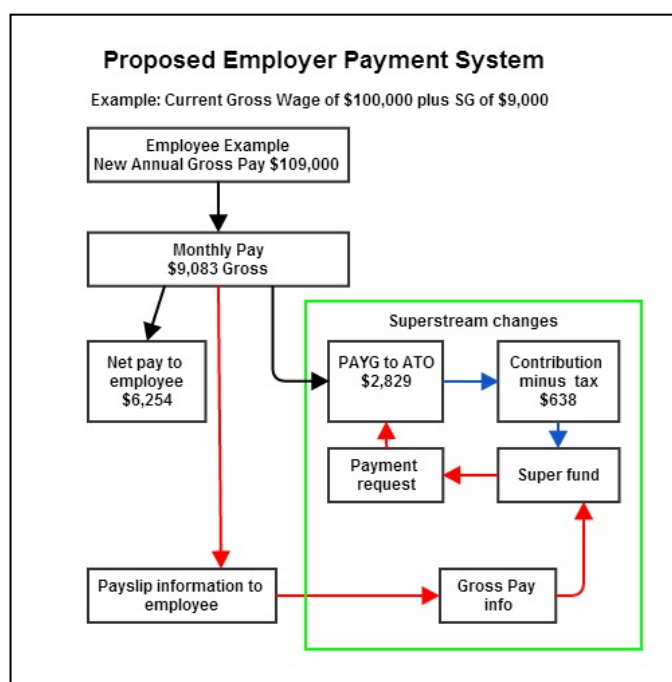 Proposed Employer Payment System
Example: Current Gross Wage of $100,000 plus SG of $9,000
Employee Example
New Annual Gross Pay $109,000
Monthly Pay
$9,083 Gross
Superstream changes
Net pay to
employee
$6,254
PAYG to ATO
$2,829
Contribution
minus tax
$638
Payment
request
Super fund
Payslip information to
employee
Gross Pay
info